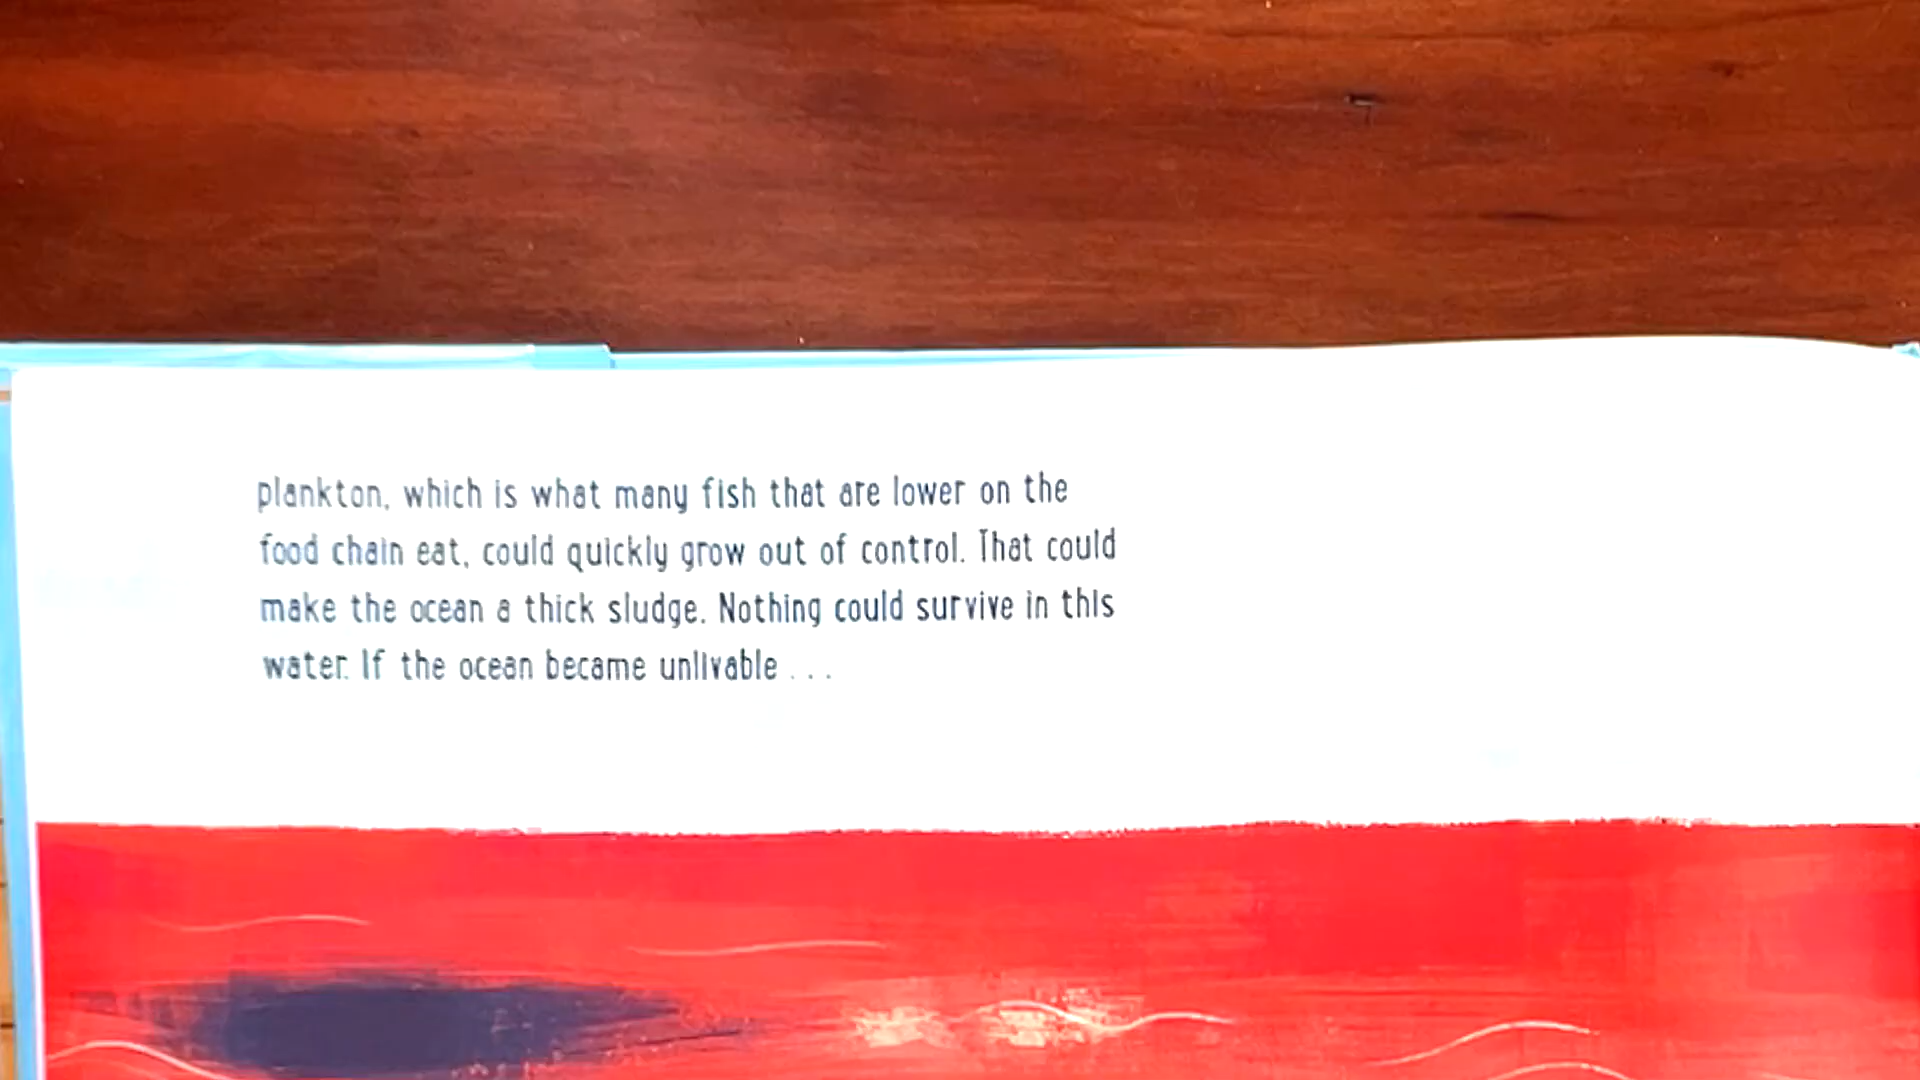 plankton, which is what many fish that are lower on the
food chain eat, could quickly grow out of control. That could
make the ocean a thick sludge. Nothing could survive in this
water. If the ocean became unlivable . . .